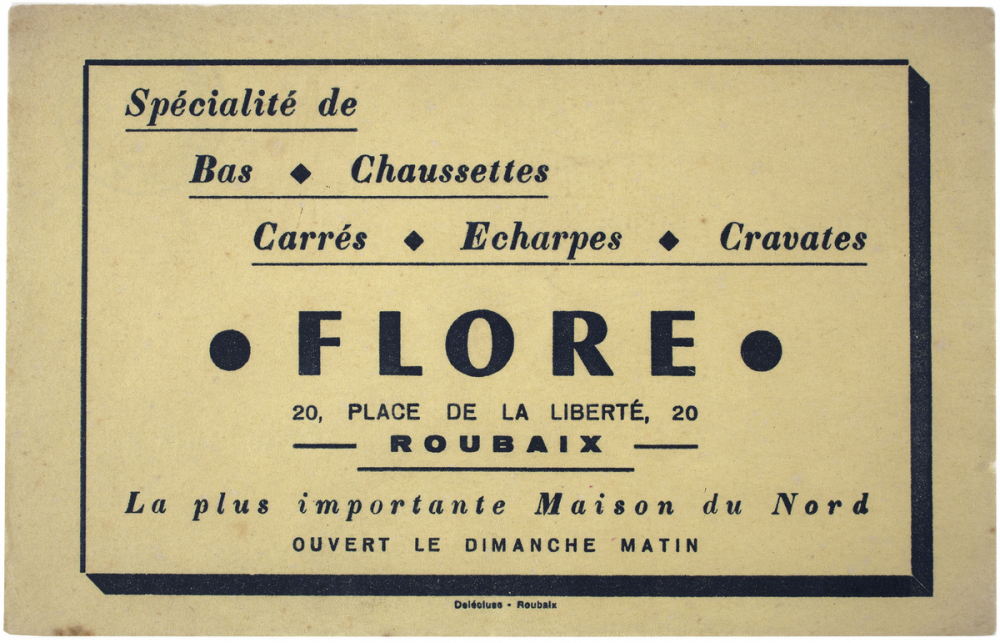 Spécialité de
Bas ◆ Chaussettes
Carrés ◆ Echarpes ◆ Cravates
● FLORE ●
20, PLACE DE LA LIBERTÉ, 20
— ROUBAIX —
La plus importante Maison du Nord
OUVERT LE DIMANCHE MATIN
Delécluse - Roubaix